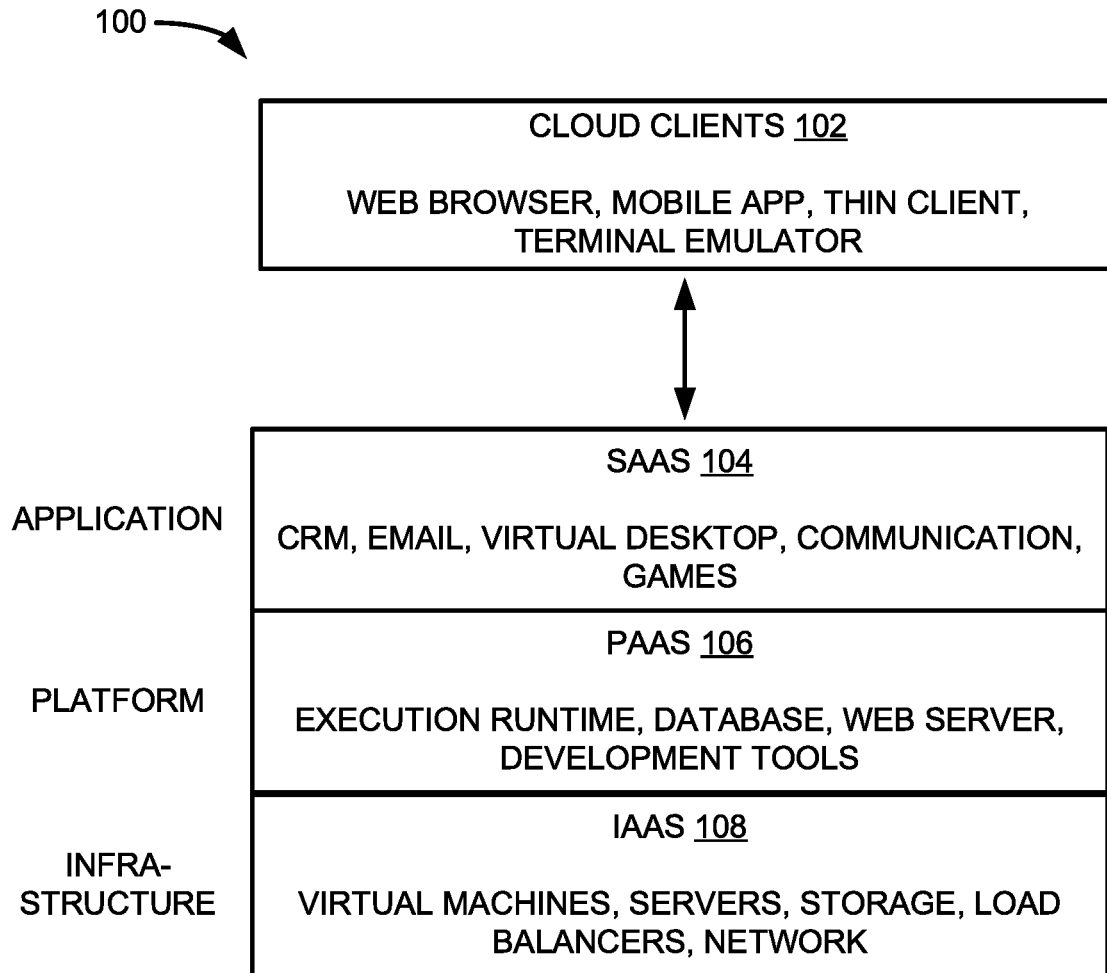 100
CLOUD CLIENTS 102
WEB BROWSER, MOBILE APP, THIN CLIENT,
TERMINAL EMULATOR
APPLICATION
SAAS 104
CRM, EMAIL, VIRTUAL DESKTOP, COMMUNICATION,
GAMES
PLATFORM
PAAS 106
EXECUTION RUNTIME, DATABASE, WEB SERVER,
DEVELOPMENT TOOLS
INFRA-
STRUCTURE
IAAS 108
VIRTUAL MACHINES, SERVERS, STORAGE, LOAD
BALANCERS, NETWORK